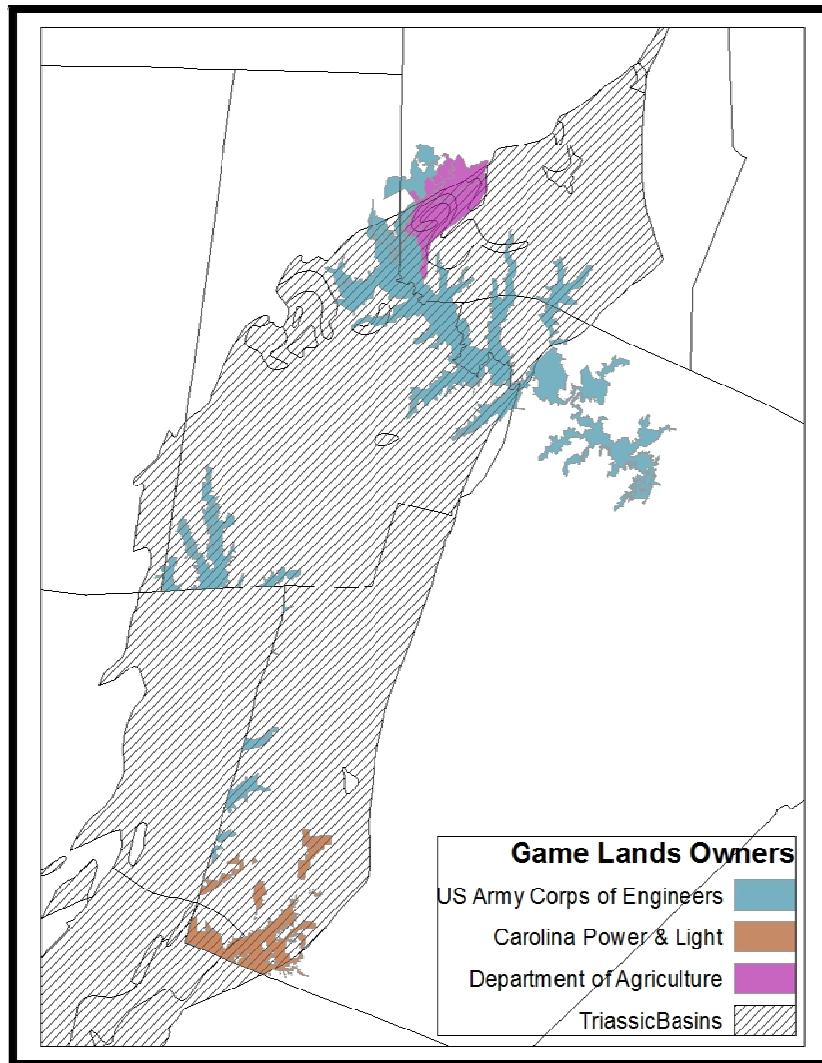 Game Lands Owners
US Army Corps of Engineers
Carolina Power & Light
Department of Agriculture
TriassicBasins